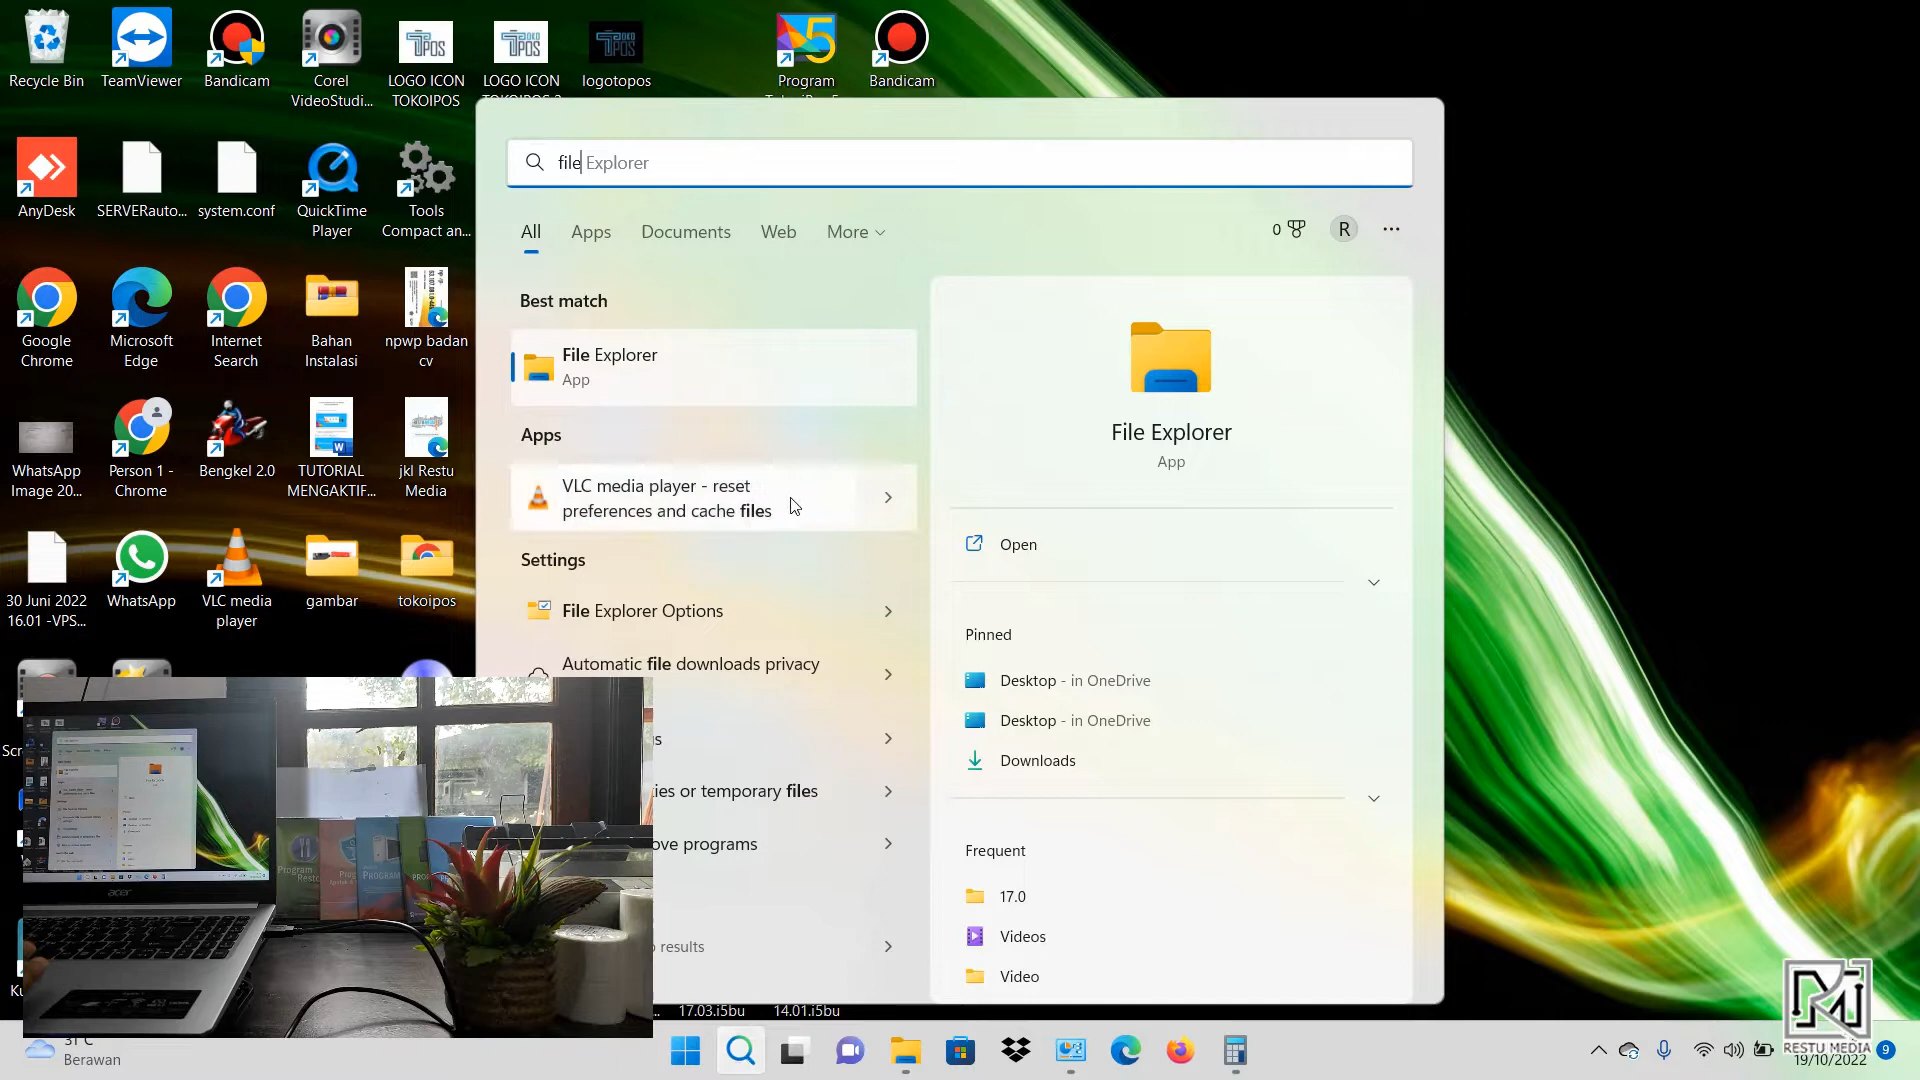 Recycle Bin
TeamViewer
Bandicam
Corel
VideoStudi...
LOGO ICON
TOKOIPOS
LOGO ICON
logotopos
Program
Bandicam
AnyDesk
SERVERauto...
system.conf
QuickTime
Player
Tools
Compact an...
Google
Chrome
Microsoft
Edge
Internet
Search
Bahan
Instalasi
npwp badan
cv
WhatsApp
Image 20...
Person 1 -
Chrome
Bengkel 2.0
TUTORIAL
MENGAKTIF...
jkl Restu
Media
30 Juni 2022
16.01 -VPS...
WhatsApp
VLC media
player
gambar
tokoipos
file Explorer
All
Apps
Documents
Web
More
0
R
Best match
File Explorer
App
Apps
VLC media player - reset
preferences and cache files
Settings
File Explorer Options
Automatic file downloads privacy
ies or temporary files
ove programs
results
File Explorer
App
Open
Pinned
Desktop - in OneDrive
Desktop - in OneDrive
Downloads
Frequent
17.0
Videos
Video
acer
17.03.i5bu
14.01.i5bu
31°C
Berawan
RESTU MEDIA
19/10/2022
9